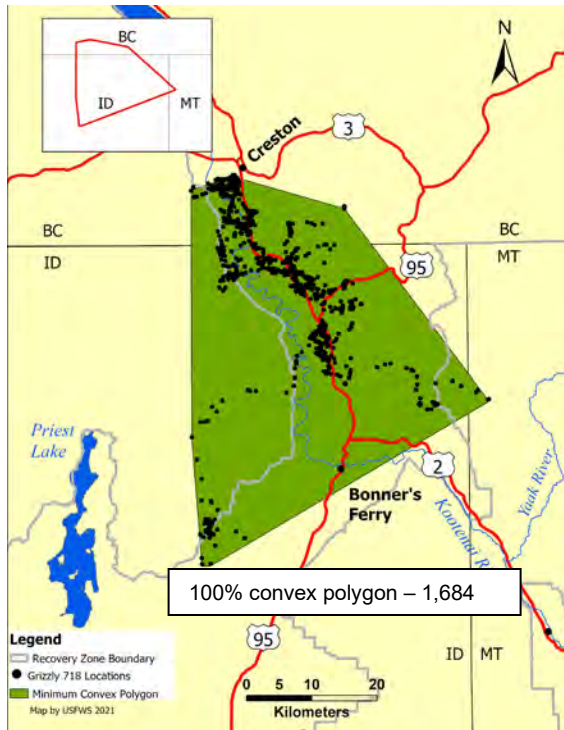 BC
ID
MT
N
3
Creston
BC
ID
BC
MT
95
Priest
Lake
2
Bonner's
Ferry
Yaak River
Kootenai R
100% convex polygon – 1,684
95
ID
MT
Legend
Recovery Zone Boundary
Grizzly 718 Locations
Minimum Convex Polygon
Map by USFWS 2021
0 5 10 20
Kilometers